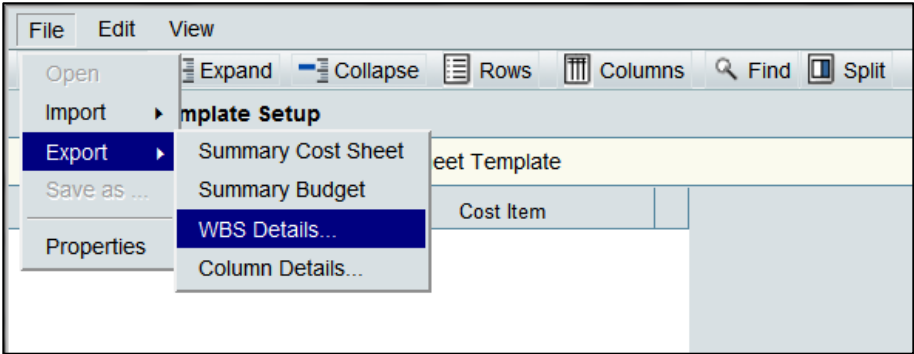 File Edit View
Open Expand Collapse Rows Columns Find Split
Import mplate Setup
Export Summary Cost Sheet eet Template
Save as ... Summary Budget
WBS Details... Cost Item
Properties
Column Details...